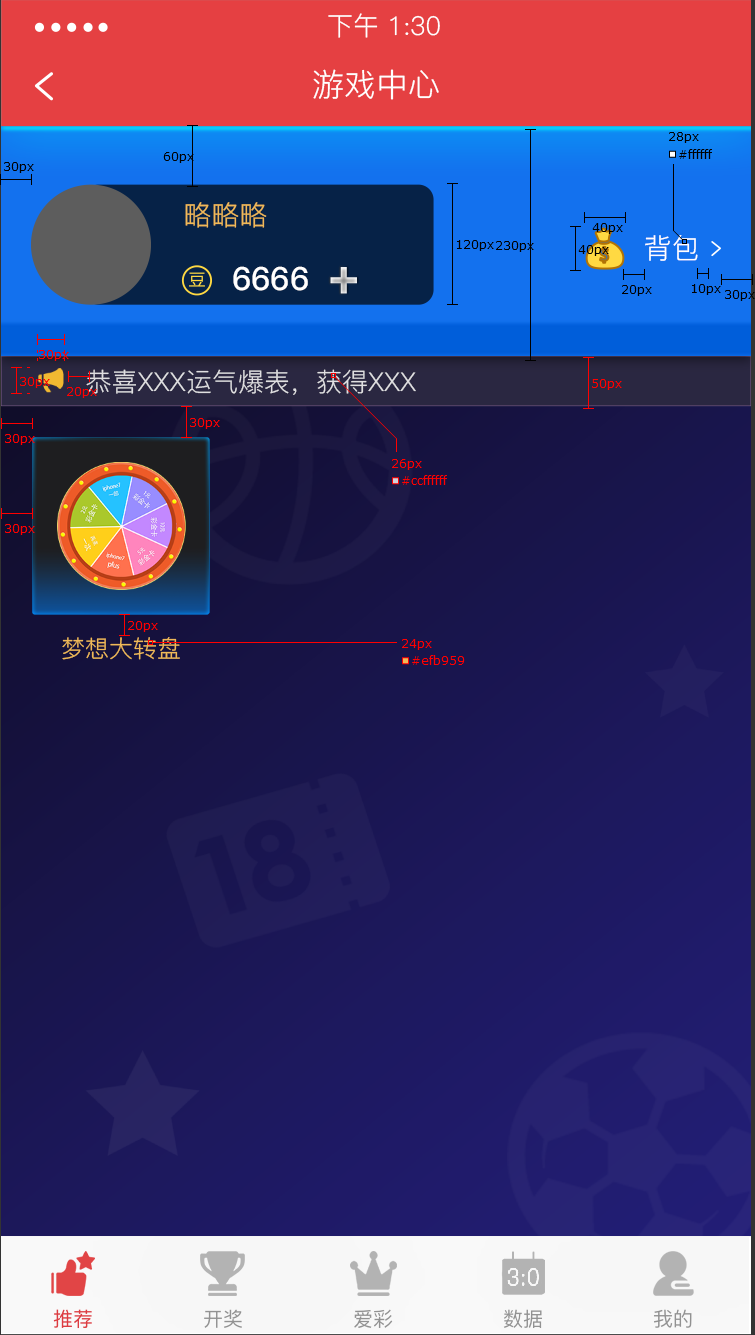 下午 1:30
游戏中心
28px
#ffffff
60px
30px
略略略
豆 6666
120px
230px
40px
40px
背包
20px
10px
30px
30px
30px
20px
恭喜XXX运气爆表，获得XXX
50px
30px
30px
26px
#ccffffff
30px
iphone7
plus
20px
梦想大转盘
24px
#efb959
18
3:0
推荐
开奖
爱彩
数据
我的